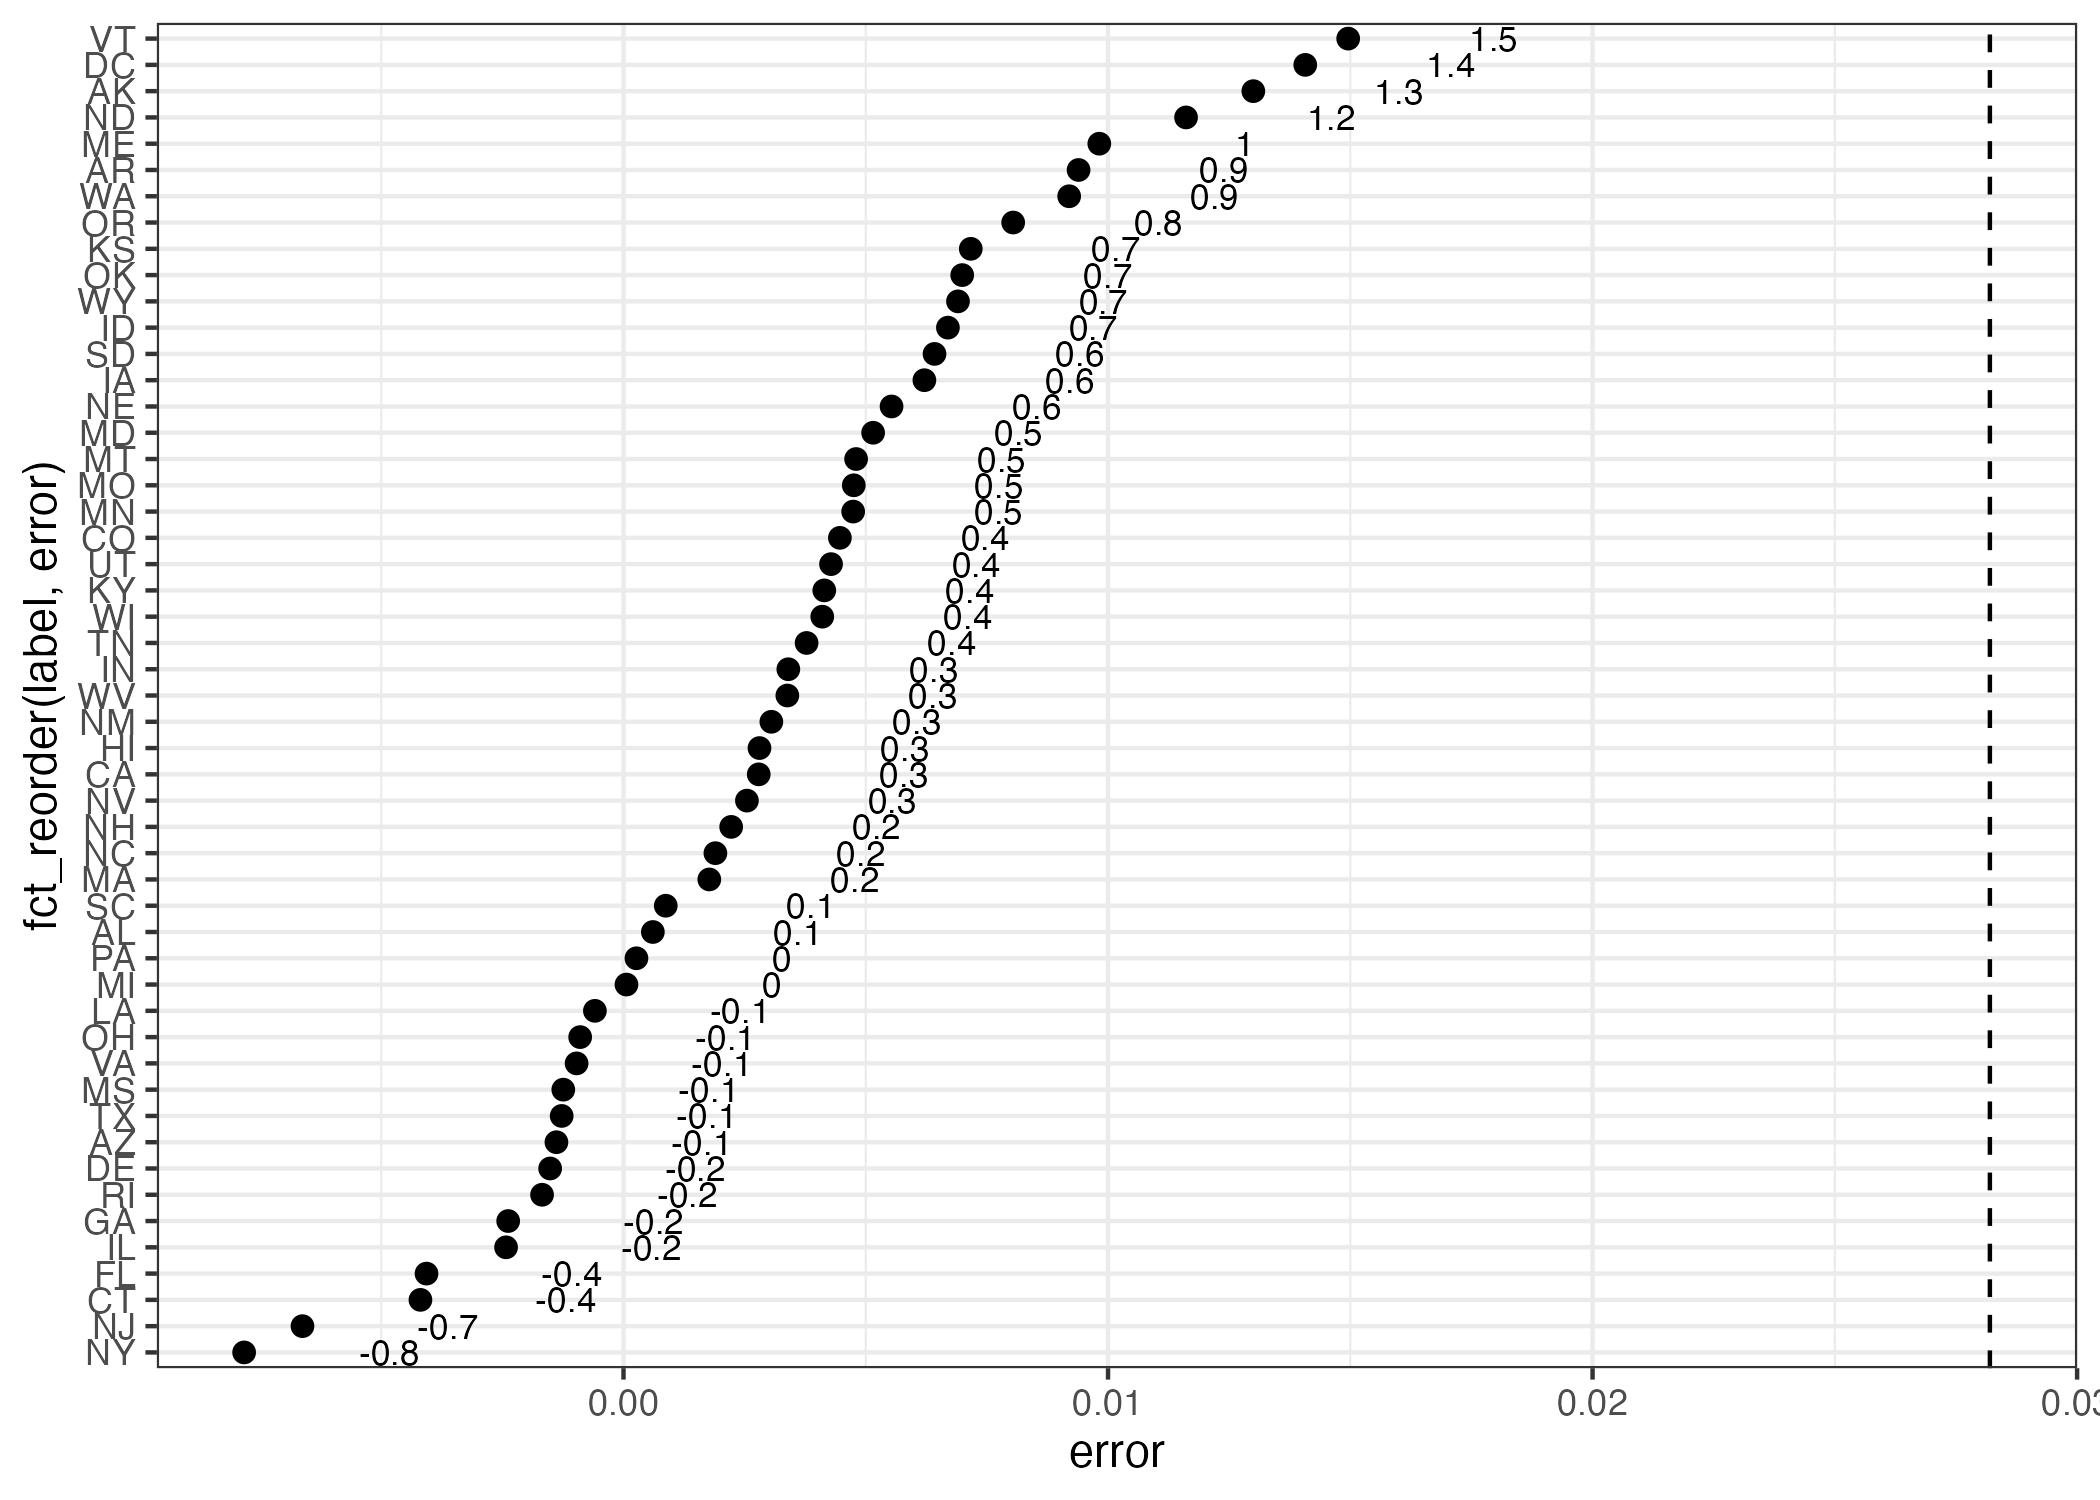 VT 1.5
DC 1.4
AK 1.3
ND 1.2
ME 1
AR 0.9
WA 0.9
OR 0.8
KS 0.7
OK 0.7
WY 0.7
ID 0.7
SD 0.6
IA 0.6
NE 0.6
MD 0.5
MT 0.5
MO 0.5
MN 0.5
CO 0.4
UT 0.4
KY 0.4
WI 0.4
TN 0.4
IN 0.3
WV 0.3
NM 0.3
HI 0.3
CA 0.3
NV 0.3
NH 0.2
NC 0.2
MA 0.2
SC 0.1
AL 0.1
PA 0
MI 0
LA -0.1
OH -0.1
VA -0.1
MS -0.1
TX -0.1
AZ -0.1
DE -0.2
RI -0.2
GA -0.2
IL -0.2
FL -0.4
CT -0.4
NJ -0.7
NY -0.8
fct_reorder(label, error)
0.00 0.01 0.02 0.03
error